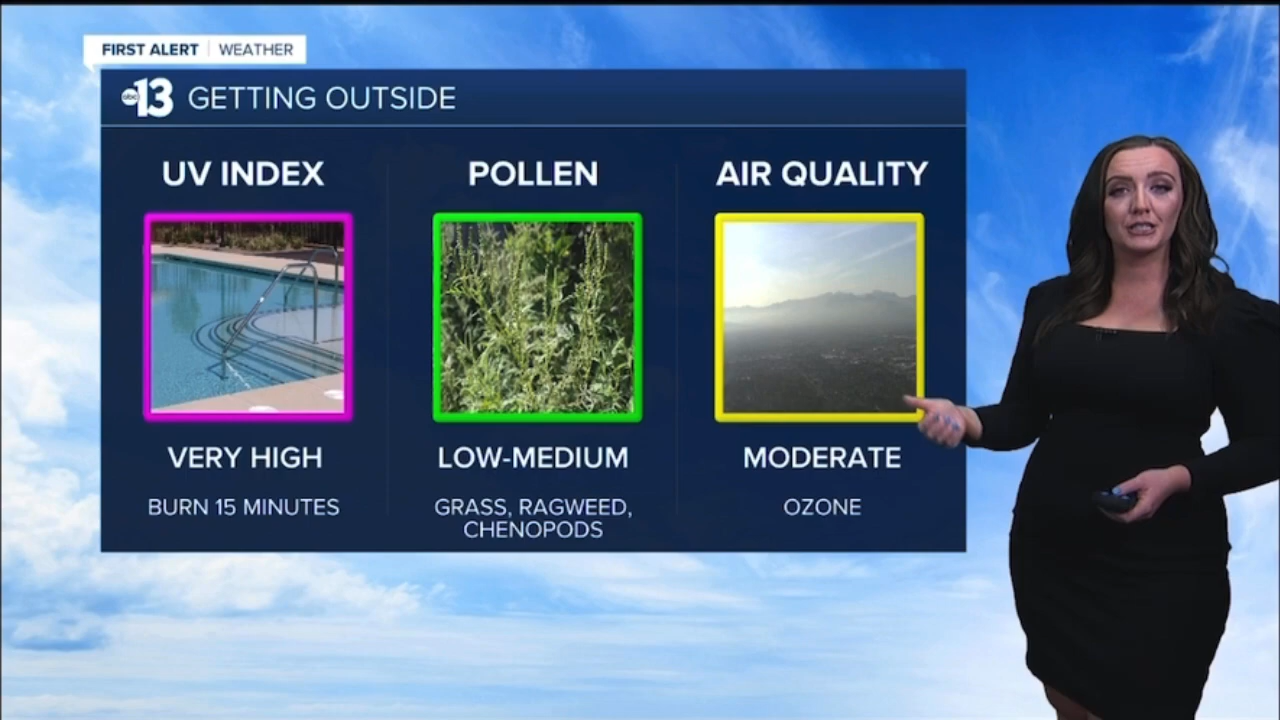 FIRST ALERT WEATHER
abc 13 GETTING OUTSIDE
UV INDEX
POLLEN
AIR QUALITY
VERY HIGH
LOW-MEDIUM
MODERATE
BURN 15 MINUTES
GRASS, RAGWEED,
CHENOPODS
OZONE